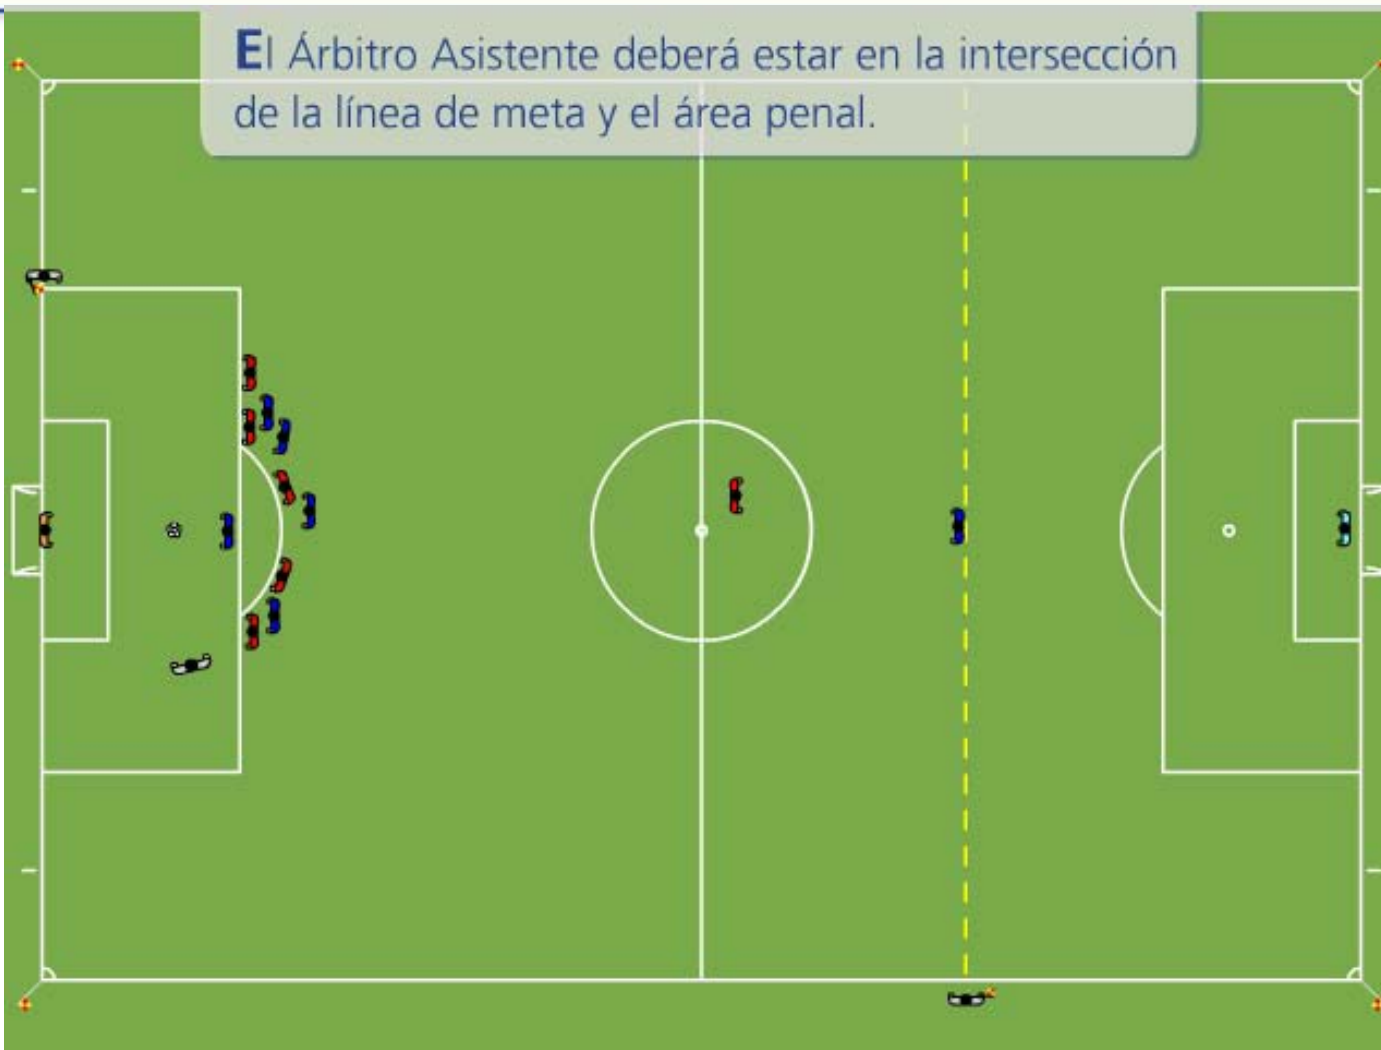 El Árbitro Asistente deberá estar en la intersección
de la línea de meta y el área penal.